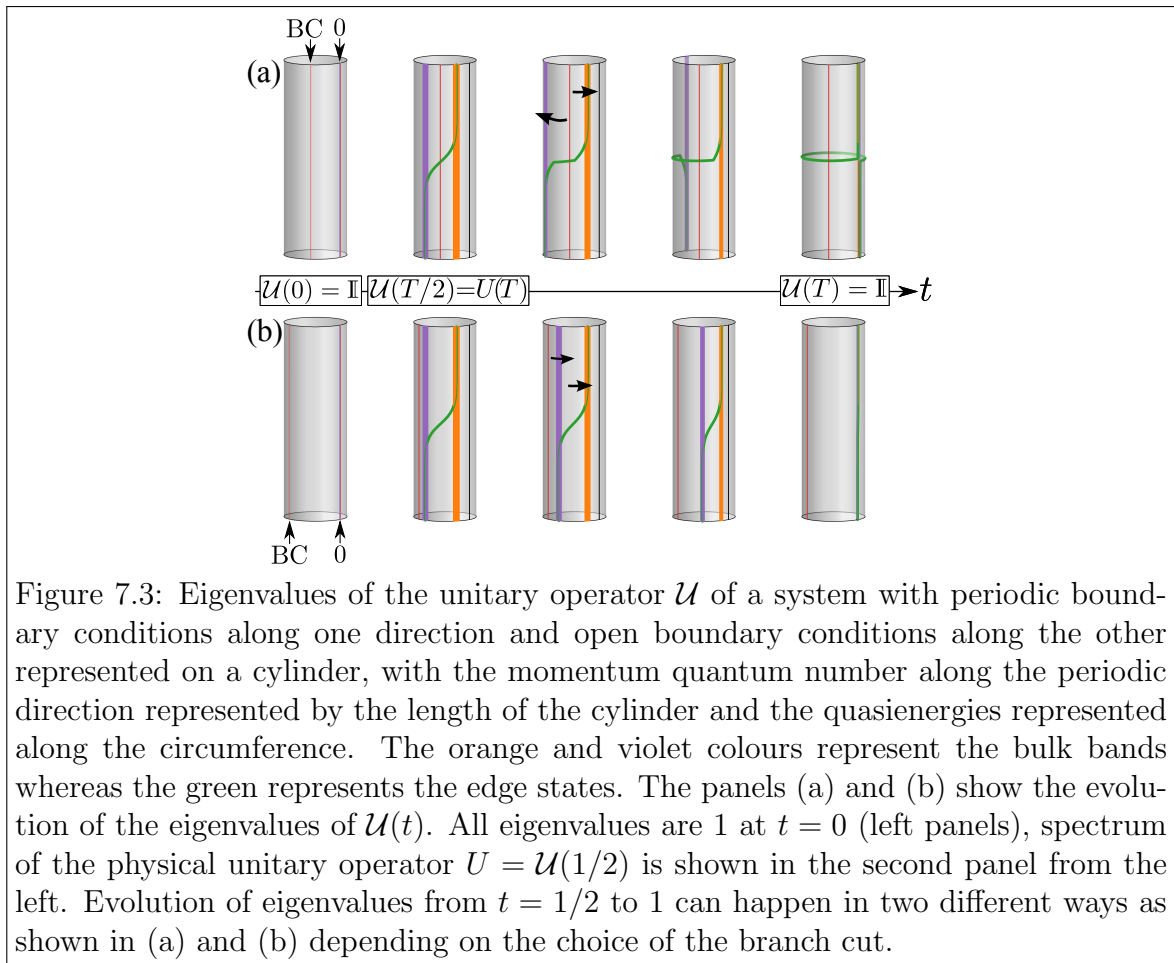 BC 0
(a)
𝒰(0) = 𝕀 𝒰(T/2)=U(T) 𝒰(T) = 𝕀 t
(b)
BC 0
Figure 7.3: Eigenvalues of the unitary operator 𝒰 of a system with periodic bound-
ary conditions along one direction and open boundary conditions along the other
represented on a cylinder, with the momentum quantum number along the periodic
direction represented by the length of the cylinder and the quasienergies represented
along the circumference. The orange and violet colours represent the bulk bands
whereas the green represents the edge states. The panels (a) and (b) show the evolu-
tion of the eigenvalues of 𝒰(t). All eigenvalues are 1 at t = 0 (left panels), spectrum
of the physical unitary operator U = 𝒰(1/2) is shown in the second panel from the
left. Evolution of eigenvalues from t = 1/2 to 1 can happen in two different ways as
shown in (a) and (b) depending on the choice of the branch cut.